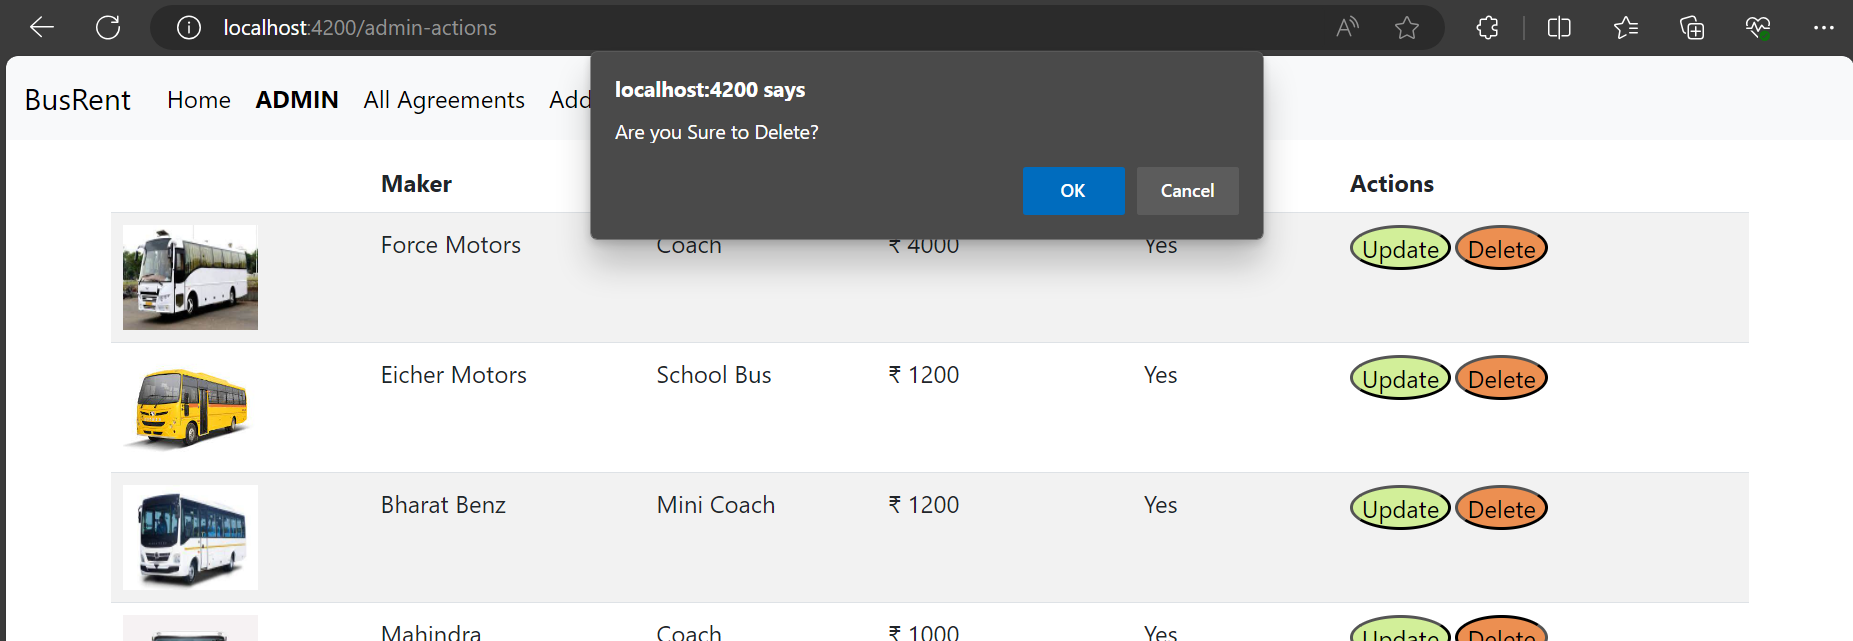 localhost:4200/admin-actions
BusRent Home ADMIN All Agreements Add
localhost:4200 says
Are you Sure to Delete?
OK Cancel
Maker Actions
Force Motors Coach ₹ 4000 Yes Update Delete
Eicher Motors School Bus ₹ 1200 Yes Update Delete
Bharat Benz Mini Coach ₹ 1200 Yes Update Delete
Mahindra Coach ₹ 1000 Yes Update Delete